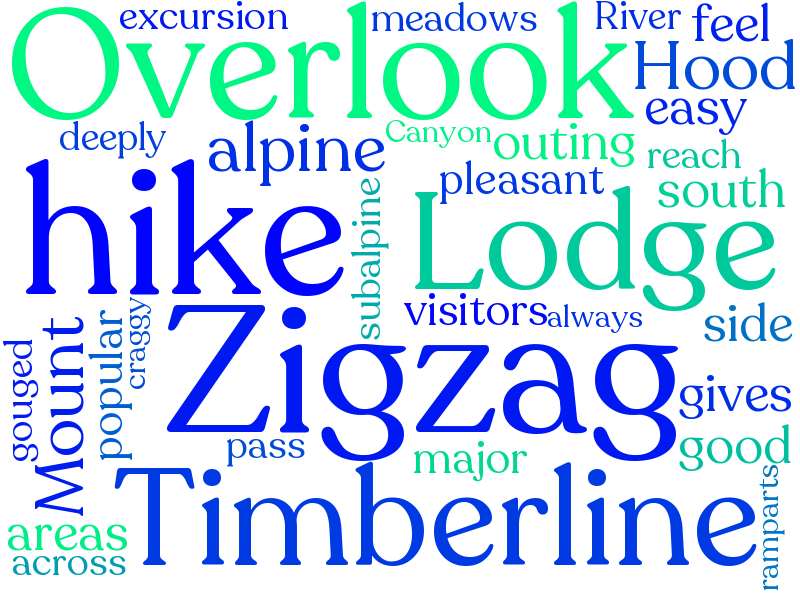 excursion
meadows
River
feel
Overlook
Hood
easy
deeply
alpine
Canyon
outing
reach
pleasant
south
hike
subalpine
Lodge
visitors
always
side
Zigzag
gouged
Mount
popular
craggy
gives
pass
major
good
Timberline
ramparts
areas
across